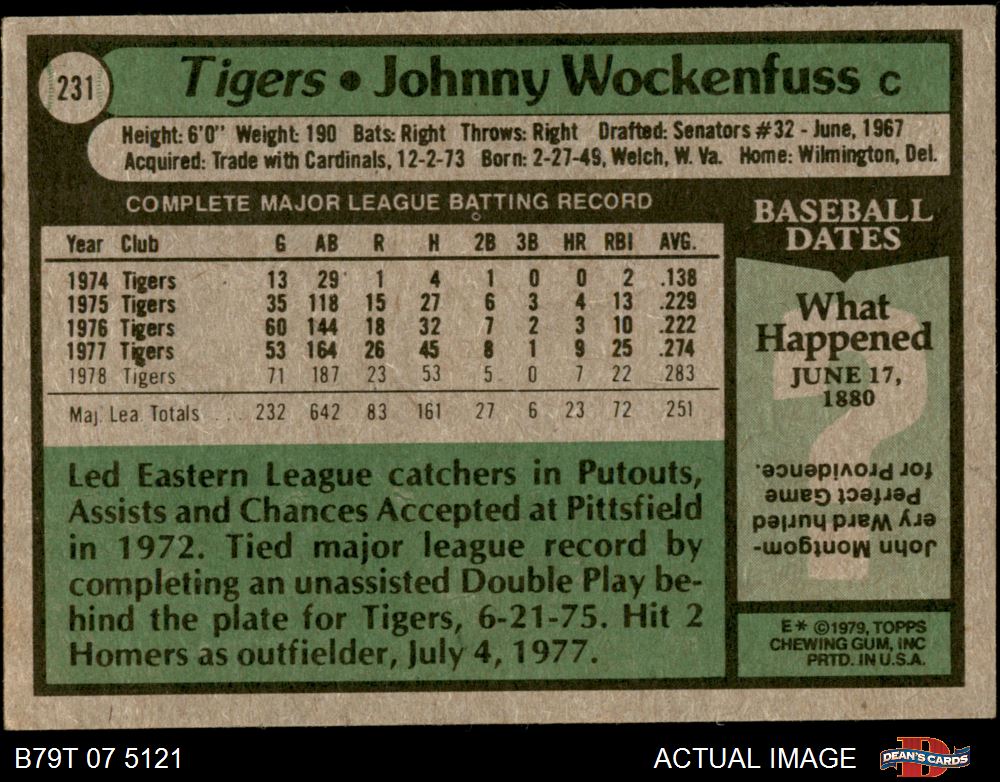 231
Tigers • Johnny Wockenfuss C
Height: 6'0" Weight: 190 Bats: Right Throws: Right Drafted: Senators #32 - June, 1967
Acquired: Trade with Cardinals, 12-2-73 Born: 2-27-49, Welch, W. Va. Home: Wilmington, Del.
COMPLETE MAJOR LEAGUE BATTING RECORD
Year Club G AB R H 2B 3B HR RBI AVG.
1974 Tigers 13 29 1 4 1 0 0 2 .138
1975 Tigers 35 118 15 27 6 3 4 13 .229
1976 Tigers 60 144 18 32 7 2 3 10 .222
1977 Tigers 53 164 26 45 8 1 9 25 .274
1978 Tigers 71 187 23 53 5 0 7 22 .283
Maj. Lea. Totals ... 232 642 83 161 27 6 23 72 251
Led Eastern League catchers in Putouts,
Assists and Chances Accepted at Pittsfield
in 1972. Tied major league record by
completing an unassisted Double Play be-
hind the plate for Tigers, 6-21-75. Hit 2
Homers as outfielder, July 4, 1977.
BASEBALL
DATES
What
Happened
JUNE 17,
1880
?
John Montgom-
ery Ward hurled
Perfect Game
for Providence.
E* ©1979, TOPPS
CHEWING GUM, INC
PRTD. IN U.S.A.
B79T 07 5121
ACTUAL IMAGE
D
DEAN'S CARDS